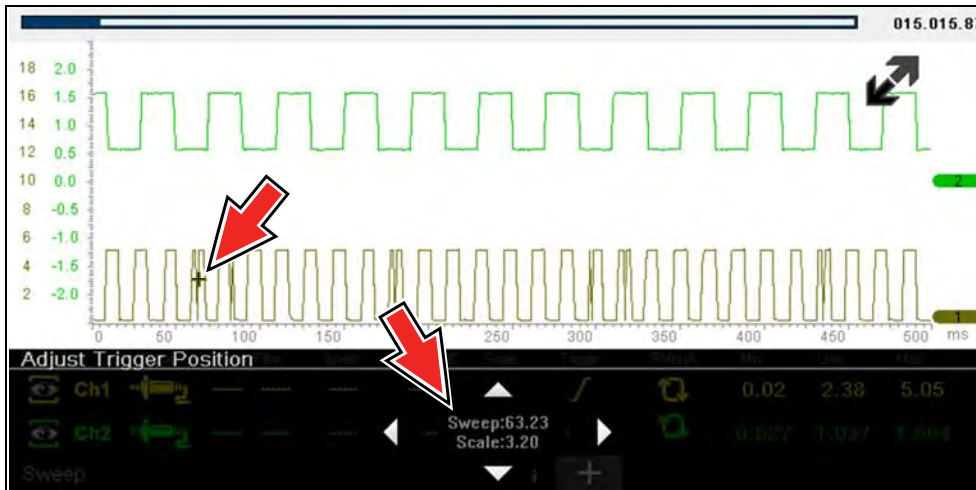 015.015.8
18 2.0
16 1.5
14 1.0
12 0.5
10 0.0
8 -0.5
6 -1.0
4 -1.5
2 -2.0
2
1
0 50 100 150 250 300 350 400 450 500 ms
Adjust Trigger Position
Ch1 0.02 2.38 5.05
Sweep:63.23
Ch2
Scale:3.20
Sweep